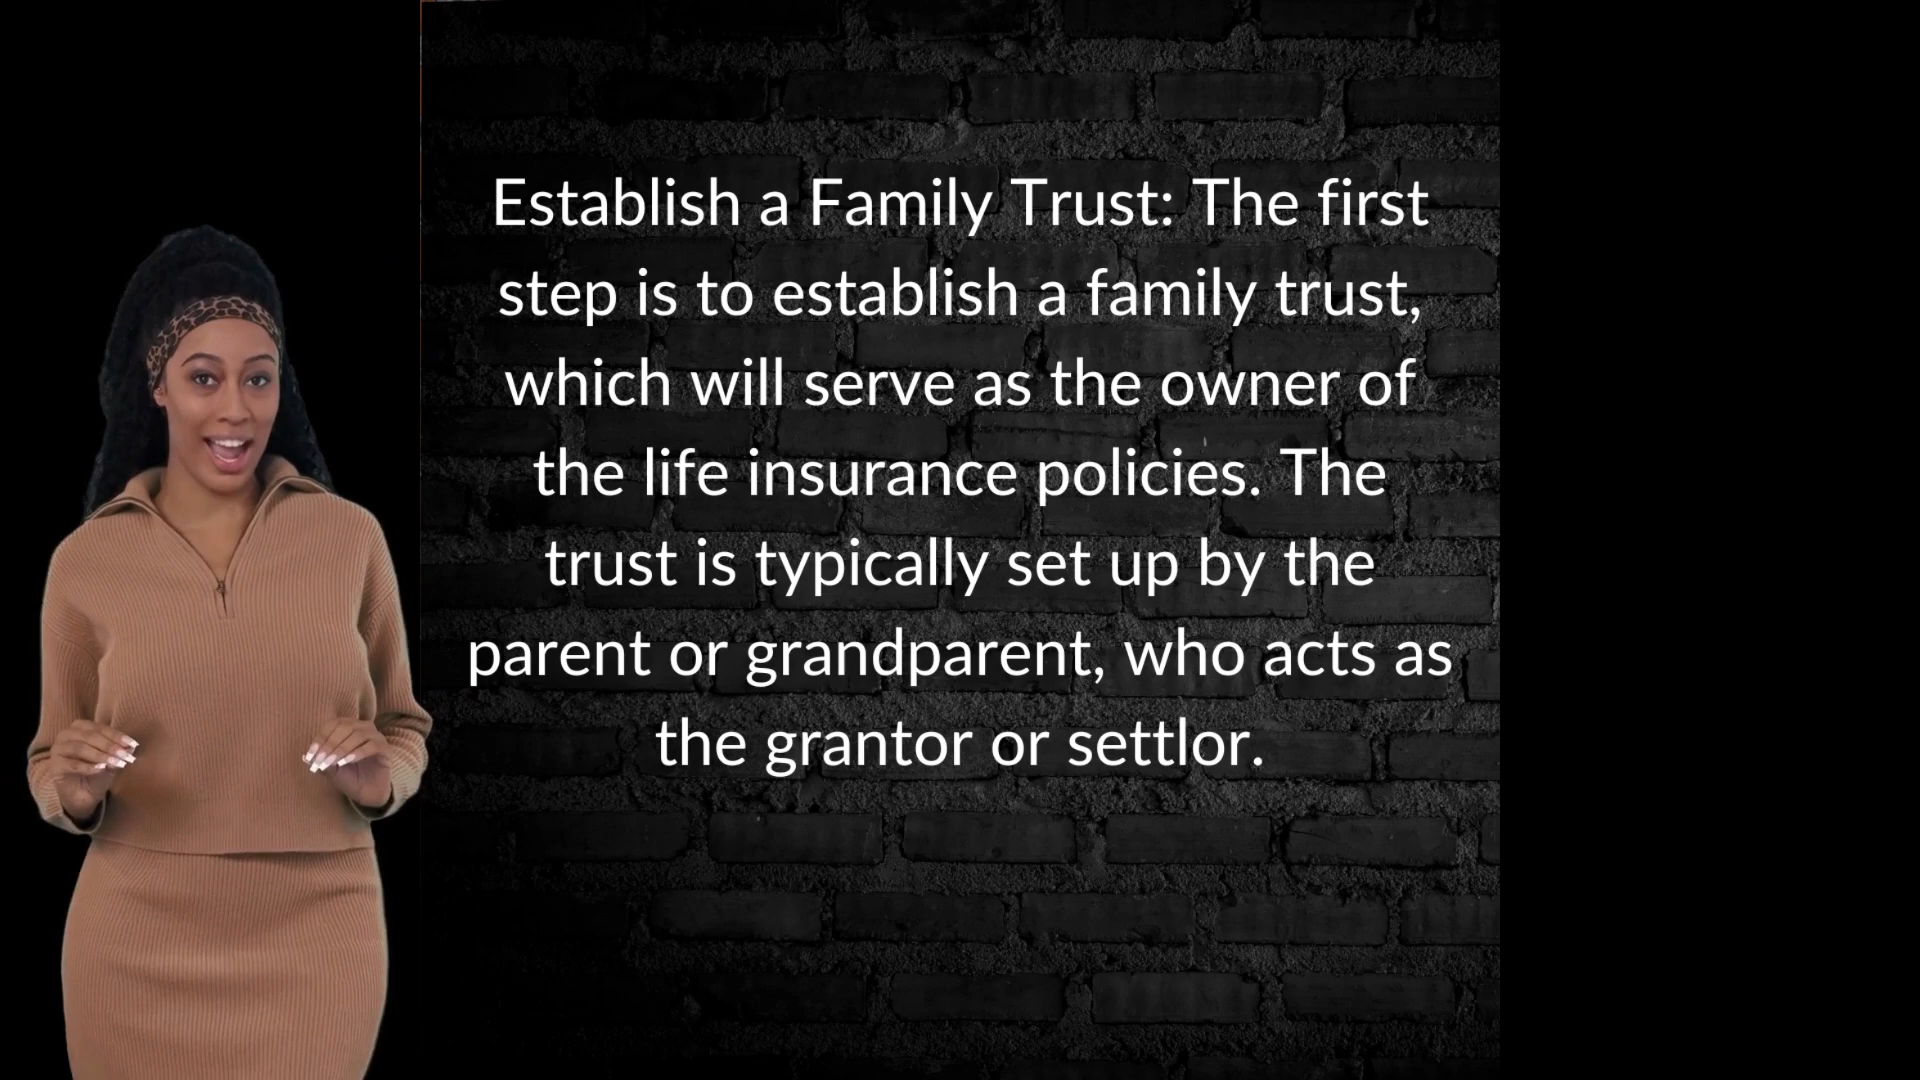 Establish a Family Trust: The first
step is to establish a family trust,
which will serve as the owner of
the life insurance policies. The
trust is typically set up by the
parent or grandparent, who acts as
the grantor or settlor.